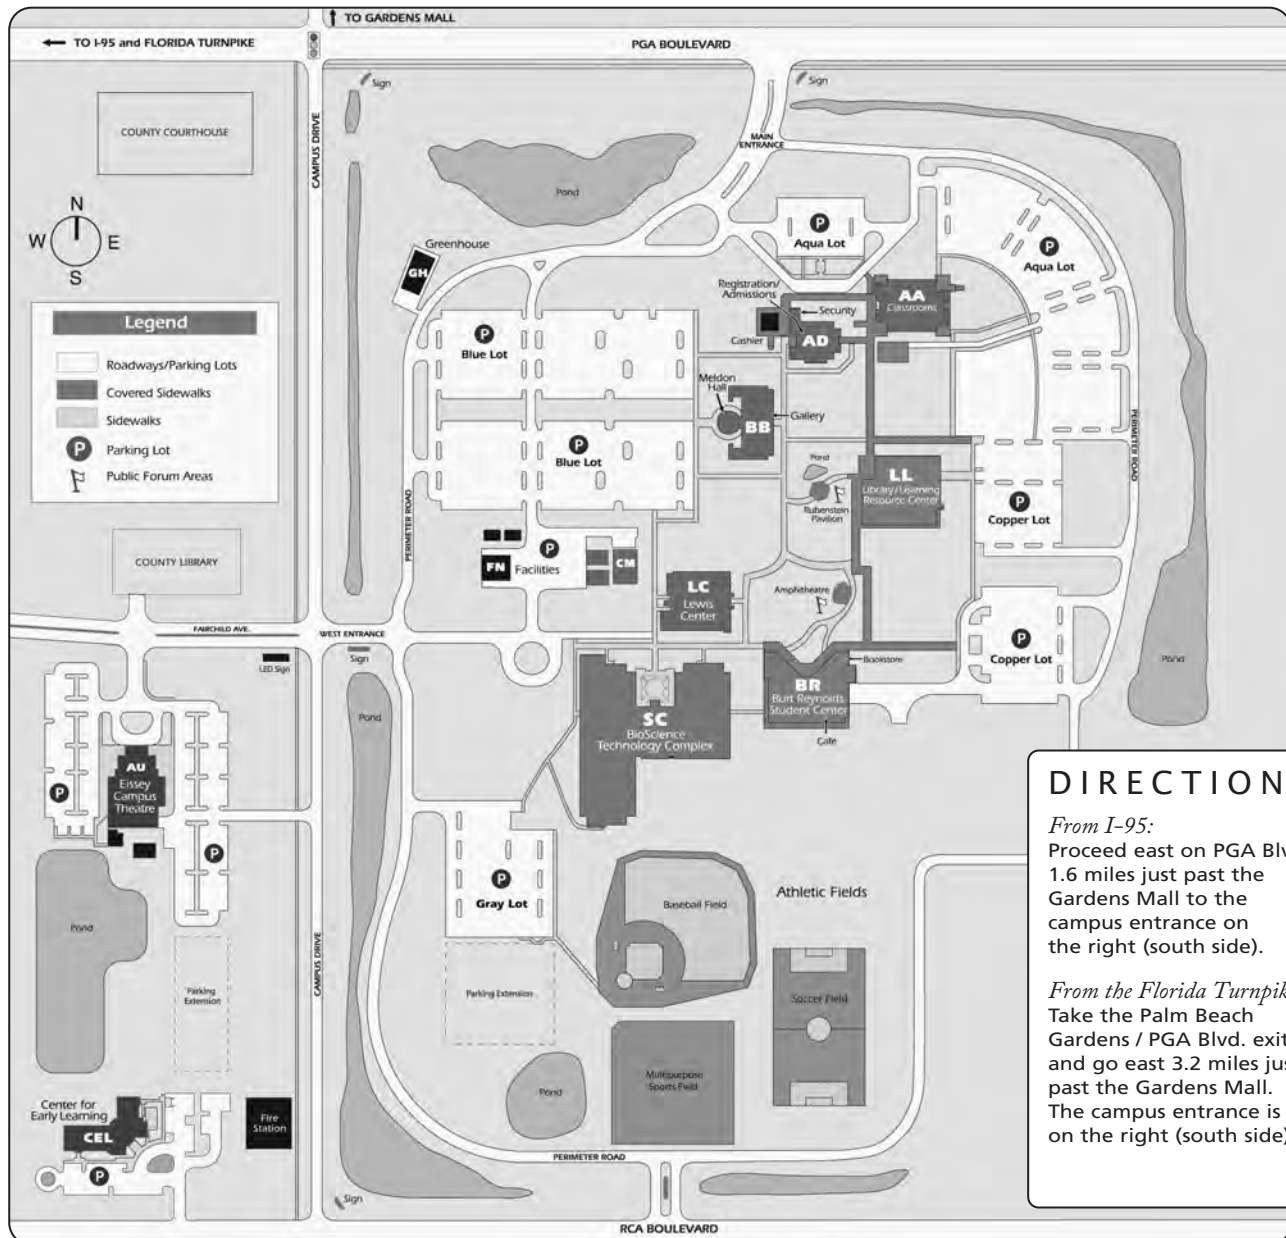 TO GARDENS MALL
TO I-95 and FLORIDA TURNPIKE
PGA BOULEVARD
Sign
Sign
COUNTY COURTHOUSE
CAMPUS DRIVE
MAIN
ENTRANCE
Pond
N
W E
S
P
Aqua Lot
P
Aqua Lot
Greenhouse
GH
Registration/
Admissions
Security
AA
Classrooms
Cashier
AD
Legend
Roadways/Parking Lots
Covered Sidewalks
Sidewalks
P
Parking Lot
Public Forum Areas
P
Blue Lot
Meldon
Hall
Gallery
BB
P
Blue Lot
PERIMETER ROAD
Pond
Rubenstein
Pavilion
LL
Library/Learning
Resource Center
P
Copper Lot
PERIMETER ROAD
COUNTY LIBRARY
FN
P
Facilities
CM
LC
Lewis
Center
Amphitheatre
FAIRCHILD AVE.
WEST ENTRANCE
Sign
LED Sign
Bookstore
P
Copper Lot
Pond
BR
Burt Reynolds
Student Center
Cafe
SC
BioScience
Technology Complex
Pond
AU
Eissey
Campus
Theatre
P
P
P
Gray Lot
Baseball Field
Athletic Fields
Pond
Parking
Extension
CAMPUS DRIVE
Parking Extension
Soccer Field
Pond
Multipurpose
Sports Field
Center for
Early Learning
CEL
Fire
Station
P
PERIMETER ROAD
Sign
RCA BOULEVARD
DIRECTION
From I-95:
Proceed east on PGA Blv
1.6 miles just past the
Gardens Mall to the
campus entrance on
the right (south side).
From the Florida Turnpik
Take the Palm Beach
Gardens / PGA Blvd. exit
and go east 3.2 miles jus
past the Gardens Mall.
The campus entrance is
on the right (south side)